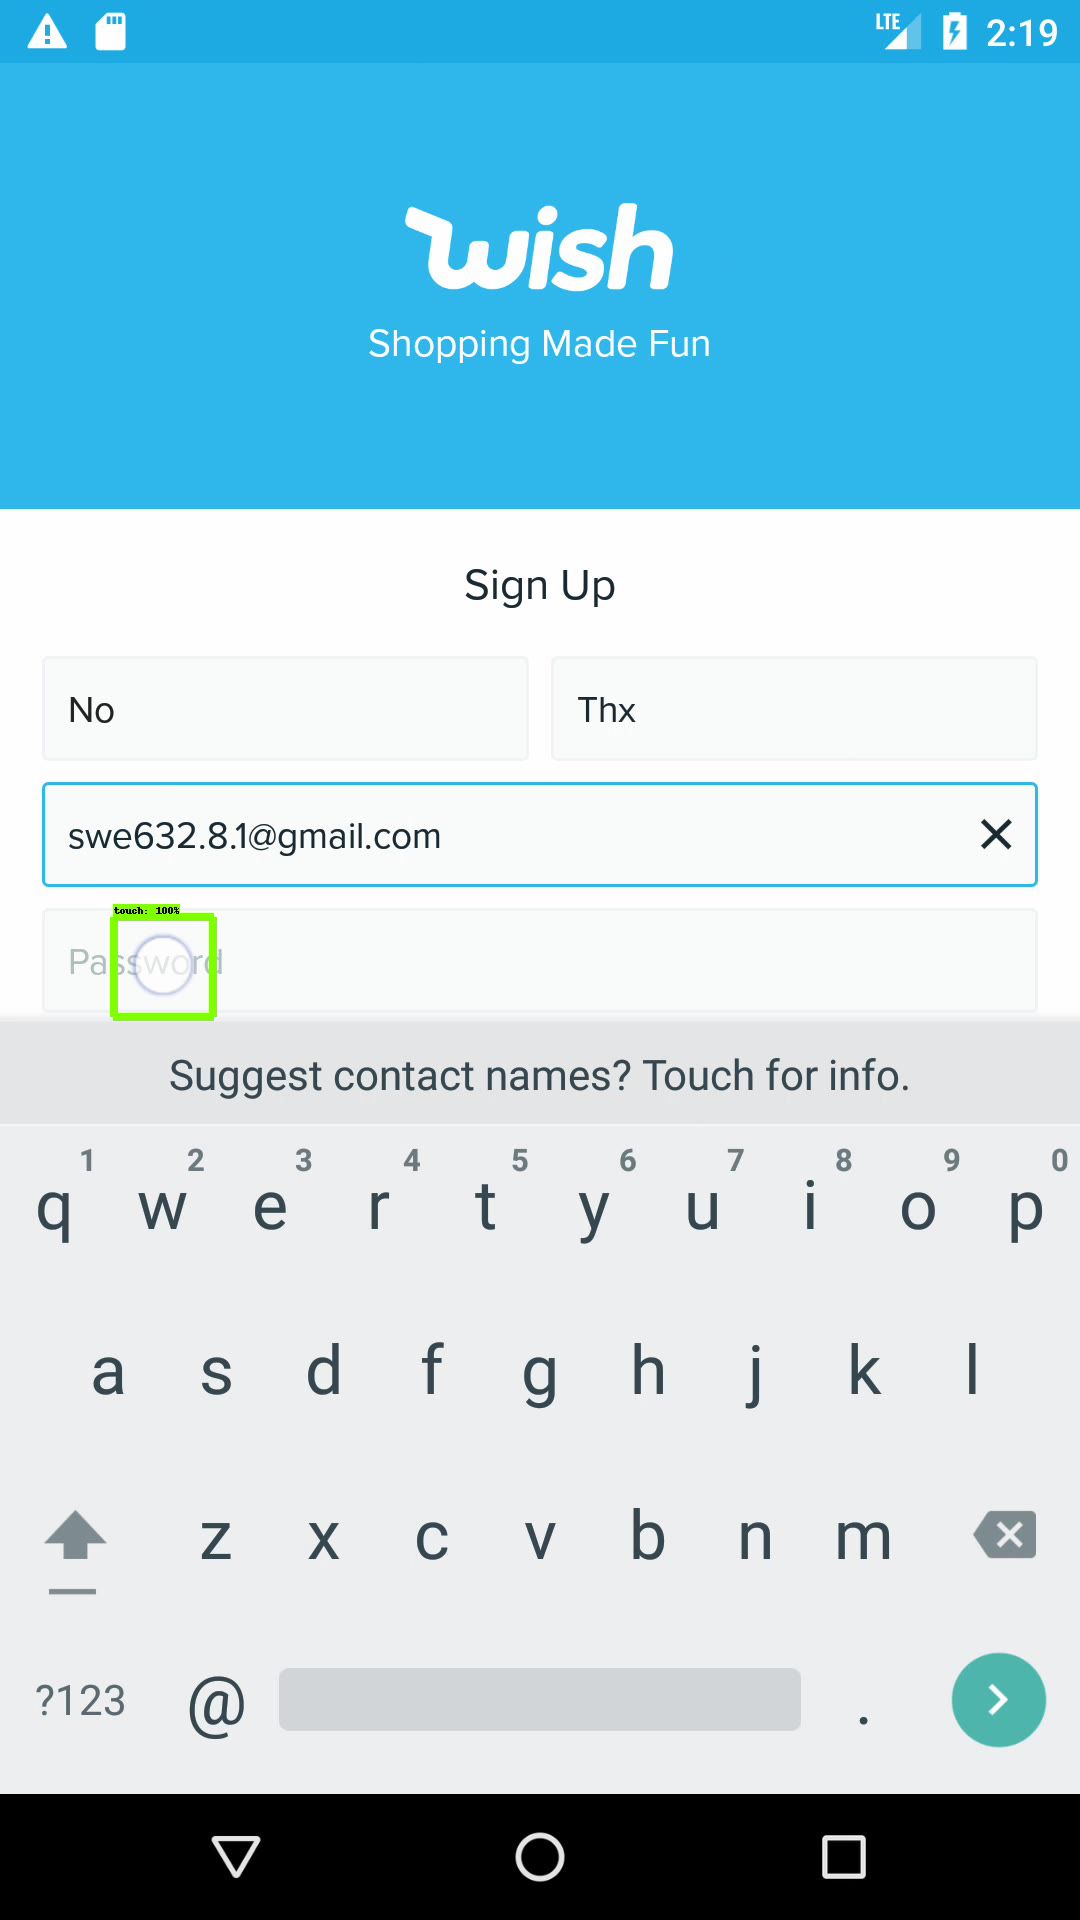 LTE 2:19
wish
Shopping Made Fun
Sign Up
No Thx
swe632.8.1@gmail.com
touch: 100%
Password
Suggest contact names? Touch for info.
1 2 3 4 5 6 7 8 9 0
q w e r t y u i o p
a s d f g h j k l
z x c v b n m
?123 @ .